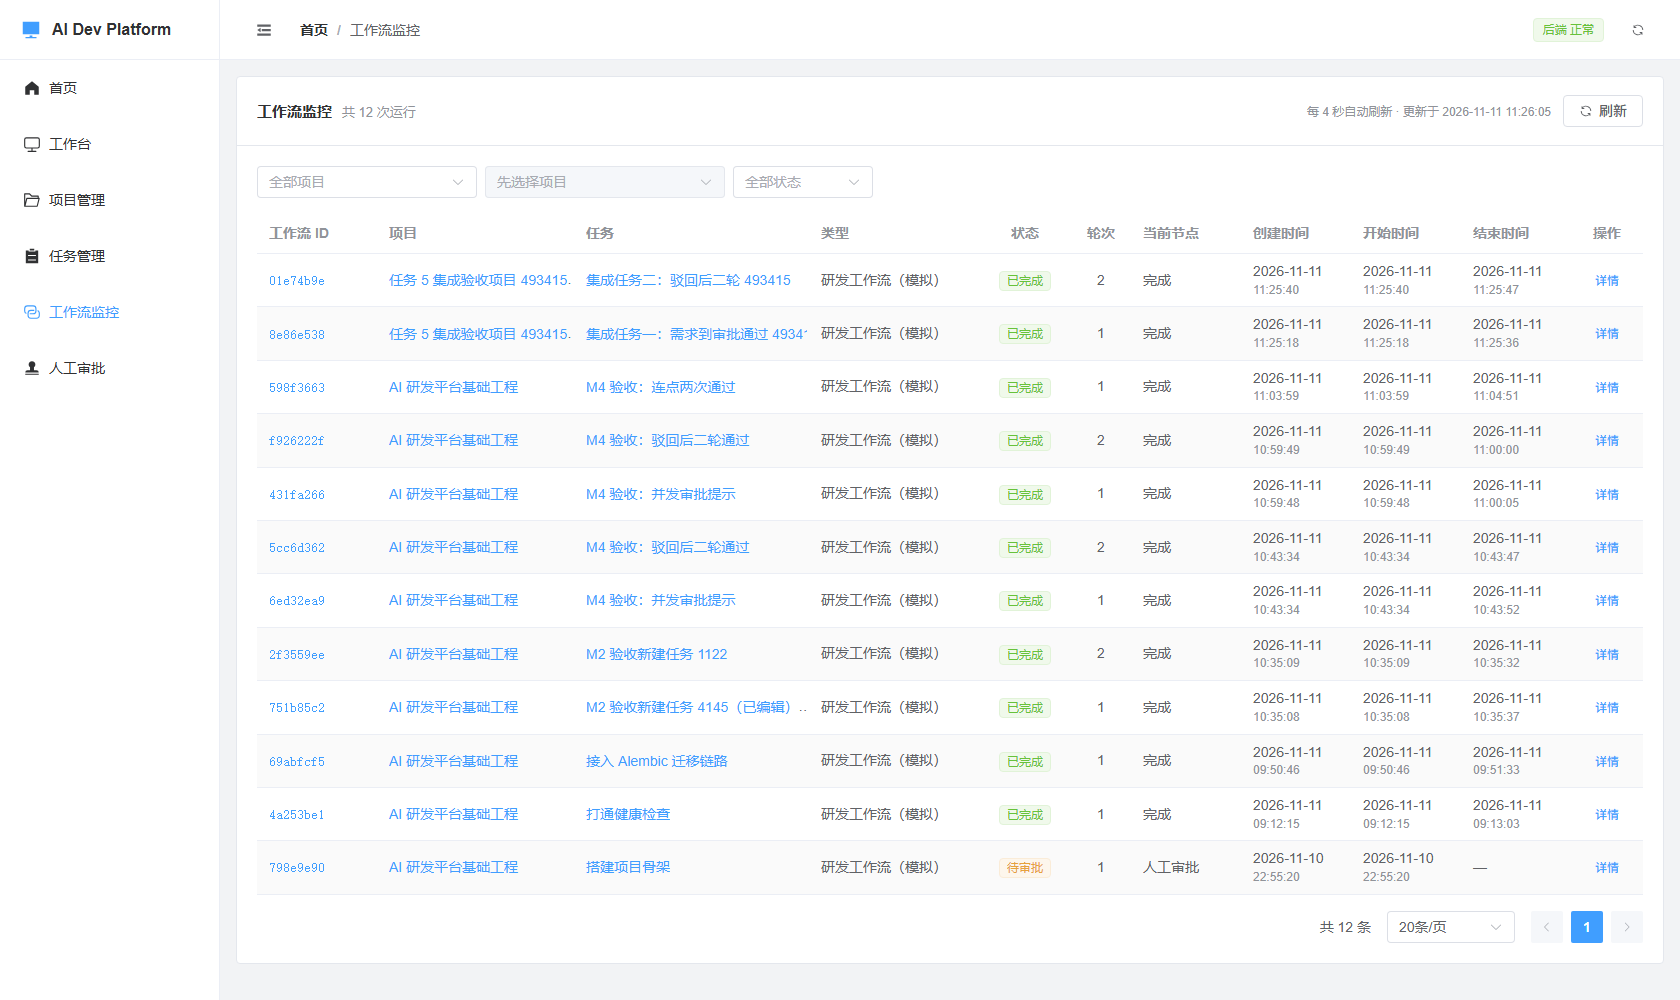 AI Dev Platform
首页 / 工作流监控
后端 正常
首页
工作台
项目管理
任务管理
工作流监控
人工审批
工作流监控 共 12 次运行
每 4 秒自动刷新 · 更新于 2026-11-11 11:26:05
刷新
全部项目
先选择项目
全部状态
工作流 ID 项目 任务 类型 状态 轮次 当前节点 创建时间 开始时间 结束时间 操作
01e74b9e 任务 5 集成验收项目 493415. 集成任务二：驳回后二轮 493415 研发工作流（模拟） 已完成 2 完成 2026-11-11 11:25:40 2026-11-11 11:25:40 2026-11-11 11:25:47 详情
8e86e538 任务 5 集成验收项目 493415. 集成任务一：需求到审批通过 4934 研发工作流（模拟） 已完成 1 完成 2026-11-11 11:25:18 2026-11-11 11:25:18 2026-11-11 11:25:36 详情
598f3663 AI 研发平台基础工程 M4 验收：连点两次通过 研发工作流（模拟） 已完成 1 完成 2026-11-11 11:03:59 2026-11-11 11:03:59 2026-11-11 11:04:51 详情
f926222f AI 研发平台基础工程 M4 验收：驳回后二轮通过 研发工作流（模拟） 已完成 2 完成 2026-11-11 10:59:49 2026-11-11 10:59:49 2026-11-11 11:00:00 详情
431fa266 AI 研发平台基础工程 M4 验收：并发审批提示 研发工作流（模拟） 已完成 1 完成 2026-11-11 10:59:48 2026-11-11 10:59:48 2026-11-11 11:00:05 详情
5cc6d362 AI 研发平台基础工程 M4 验收：驳回后二轮通过 研发工作流（模拟） 已完成 2 完成 2026-11-11 10:43:34 2026-11-11 10:43:34 2026-11-11 10:43:47 详情
6ed32ea9 AI 研发平台基础工程 M4 验收：并发审批提示 研发工作流（模拟） 已完成 1 完成 2026-11-11 10:43:34 2026-11-11 10:43:34 2026-11-11 10:43:52 详情
2f3559ee AI 研发平台基础工程 M2 验收新建任务 1122 研发工作流（模拟） 已完成 2 完成 2026-11-11 10:35:09 2026-11-11 10:35:09 2026-11-11 10:35:32 详情
751b85c2 AI 研发平台基础工程 M2 验收新建任务 4145（已编辑）.. 研发工作流（模拟） 已完成 1 完成 2026-11-11 10:35:08 2026-11-11 10:35:08 2026-11-11 10:35:37 详情
69abfcf5 AI 研发平台基础工程 接入 Alembic 迁移链路 研发工作流（模拟） 已完成 1 完成 2026-11-11 09:50:46 2026-11-11 09:50:46 2026-11-11 09:51:33 详情
4a253be1 AI 研发平台基础工程 打通健康检查 研发工作流（模拟） 已完成 1 完成 2026-11-11 09:12:15 2026-11-11 09:12:15 2026-11-11 09:13:03 详情
798e9e90 AI 研发平台基础工程 搭建项目骨架 研发工作流（模拟） 待审批 1 人工审批 2026-11-10 22:55:20 2026-11-10 22:55:20 — 详情
共 12 条 20条/页 1